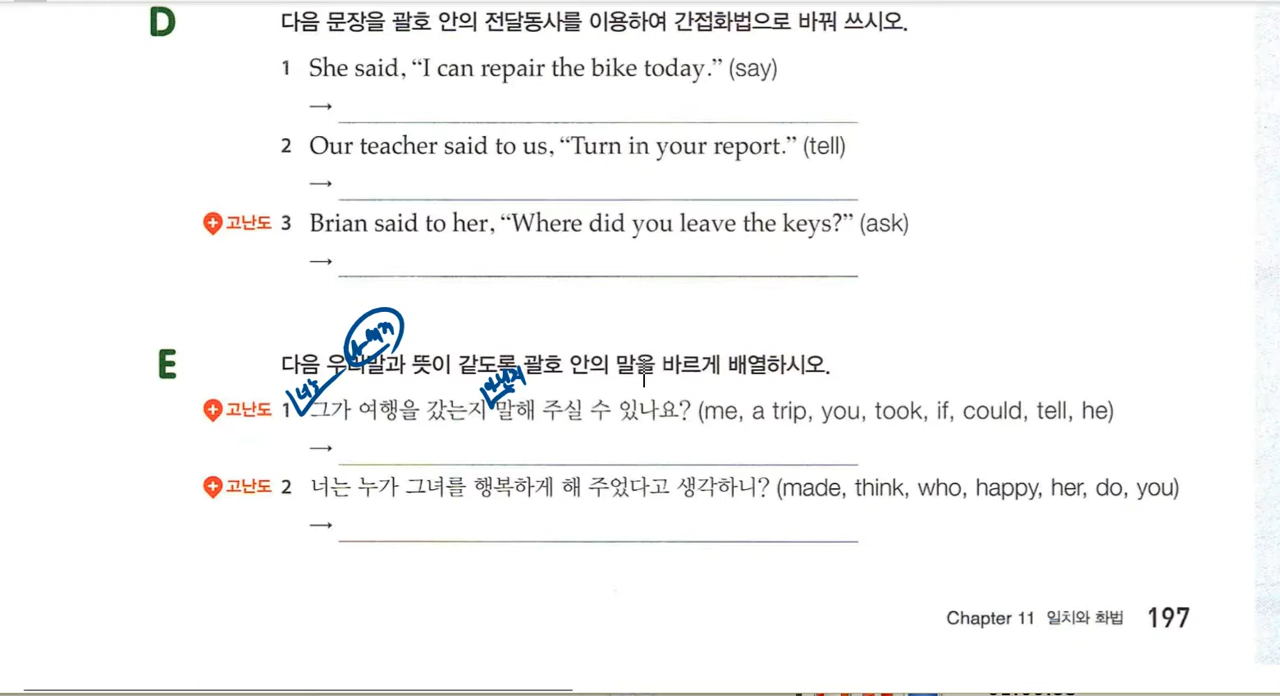 D 다음 문장을 괄호 안의 전달동사를 이용하여 간접화법으로 바꿔 쓰시오.
1 She said, “I can repair the bike today.” (say)
→
2 Our teacher said to us, “Turn in your report.” (tell)
→
고난도 3 Brian said to her, “Where did you leave the keys?” (ask)
→
E 다음 우리말과 뜻이 같도록 괄호 안의 말을 바르게 배열하시오.
너는
고난도 1 그가 여행을 갔는지 말해 주실 수 있나요? (me, a trip, you, took, if, could, tell, he)
→
고난도 2 너는 누가 그녀를 행복하게 해 주었다고 생각하니? (made, think, who, happy, her, do, you)
→
Chapter 11 일치와 화법 197